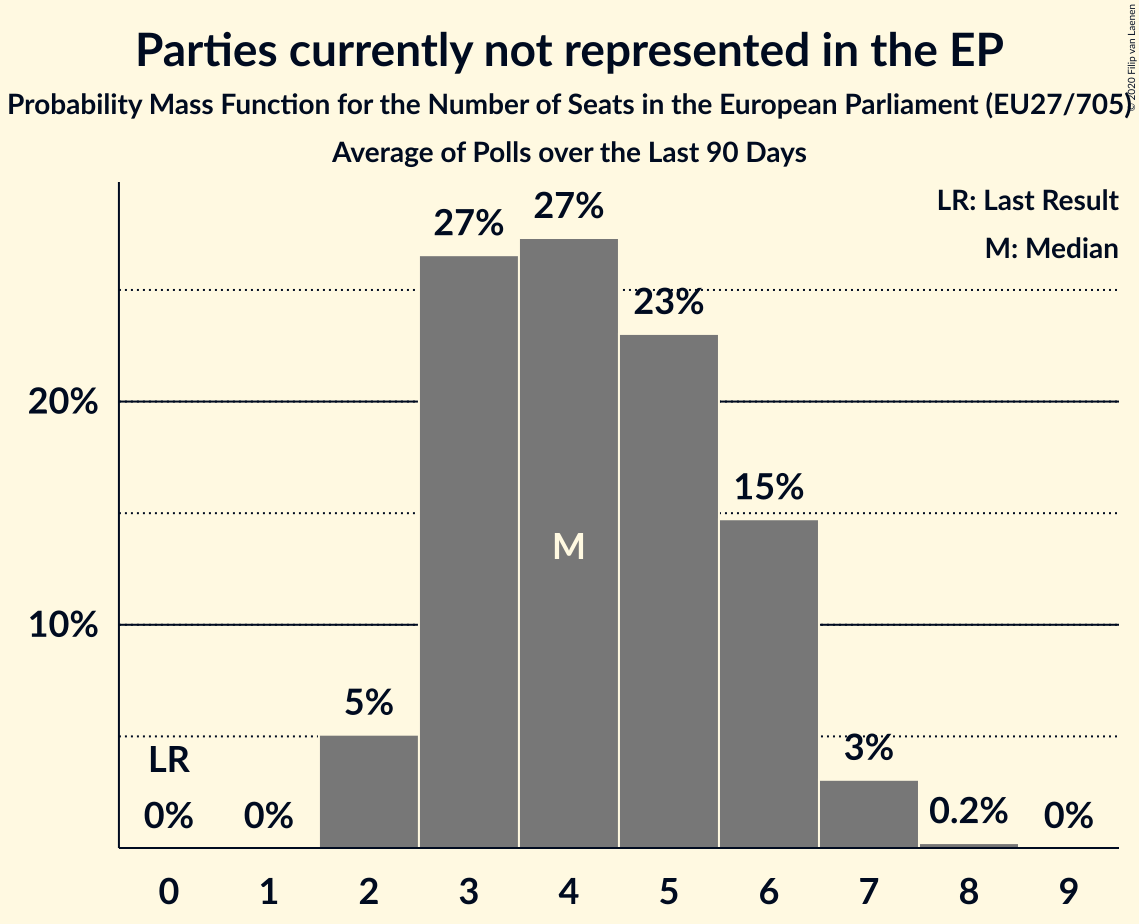 Parties currently not represented in the EP
Probability Mass Function for the Number of Seats in the European Parliament (EU27/705)
Average of Polls over the Last 90 Days
© 2020 Filip van Laenen
LR: Last Result
M: Median
27%
27%
23%
20%
15%
M
10%
5%
LR
3%
0%
0%
0.2%
0%
0
1
2
3
4
5
6
7
8
9